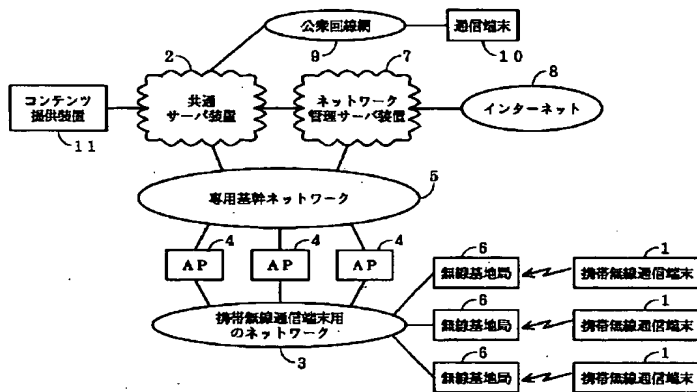 公衆回線網
通信端末
2
9
10
7
8
コンテンツ
提供装置
11
共通
サーバ装置
ネットワーク
管理サーバ装置
インターネット
専用基幹ネットワーク
5
AP
4
AP
4
AP
4
携帯無線通信端末用
のネットワーク
3
無線基地局
6
携帯無線通信端末
1
無線基地局
6
携帯無線通信端末
1
無線基地局
6
携帯無線通信端末
1